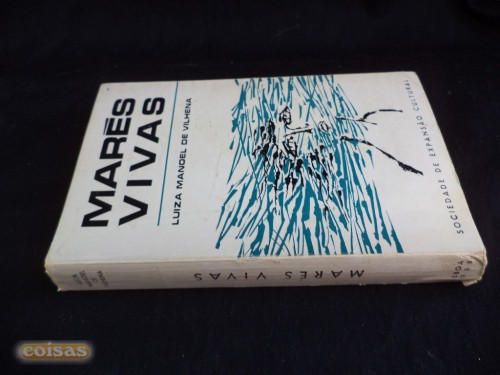 MARÉS
VIVAS
LUIZA MANOEL DE VILHENA
SOCIEDADE DE EXPANSÃO CULTURAL
MARÉS VIVAS
coisas